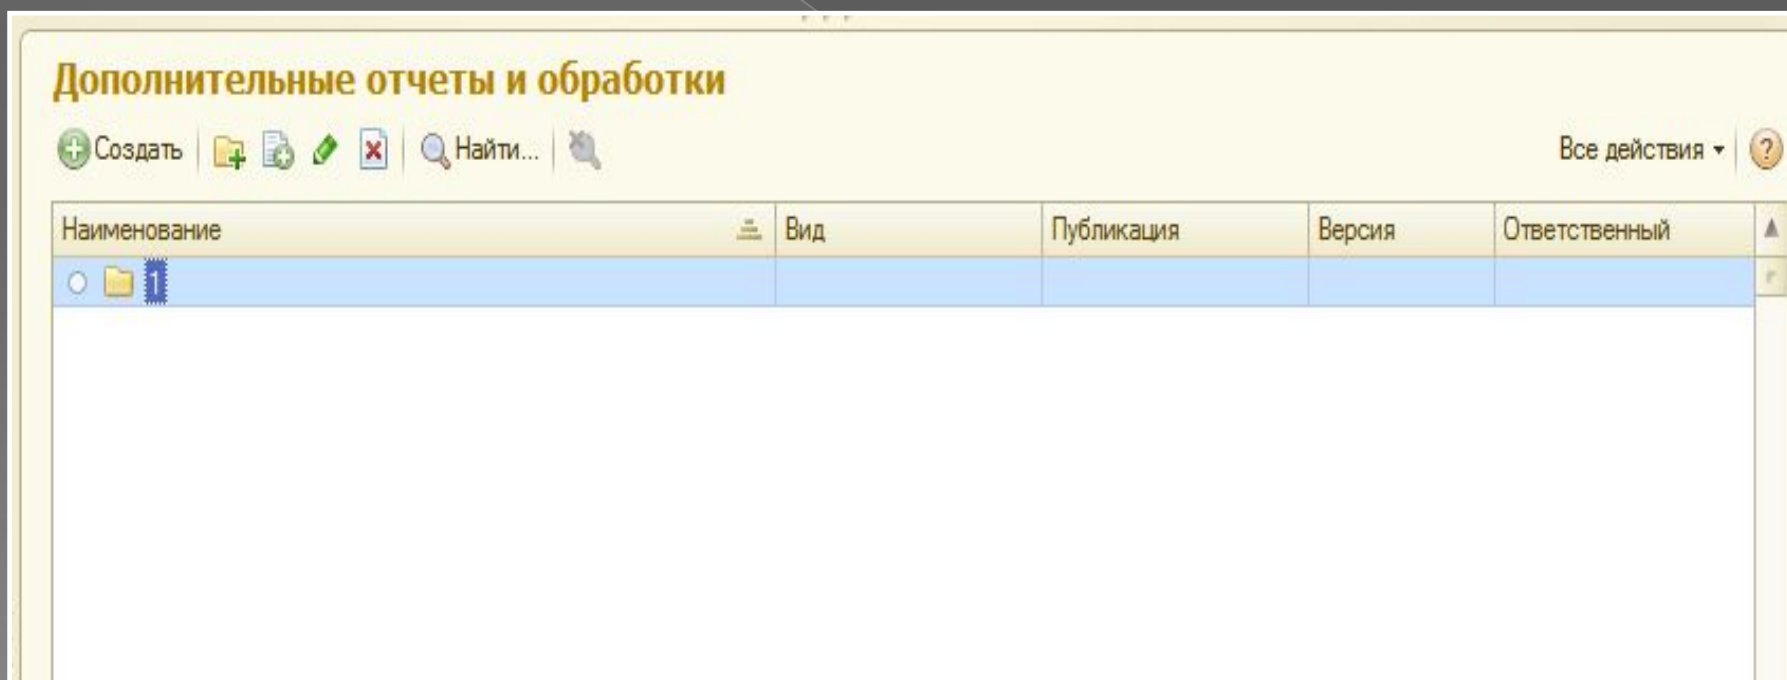 Дополнительные отчеты и обработки
Создать Найти... Все действия
Наименование Вид Публикация Версия Ответственный
1